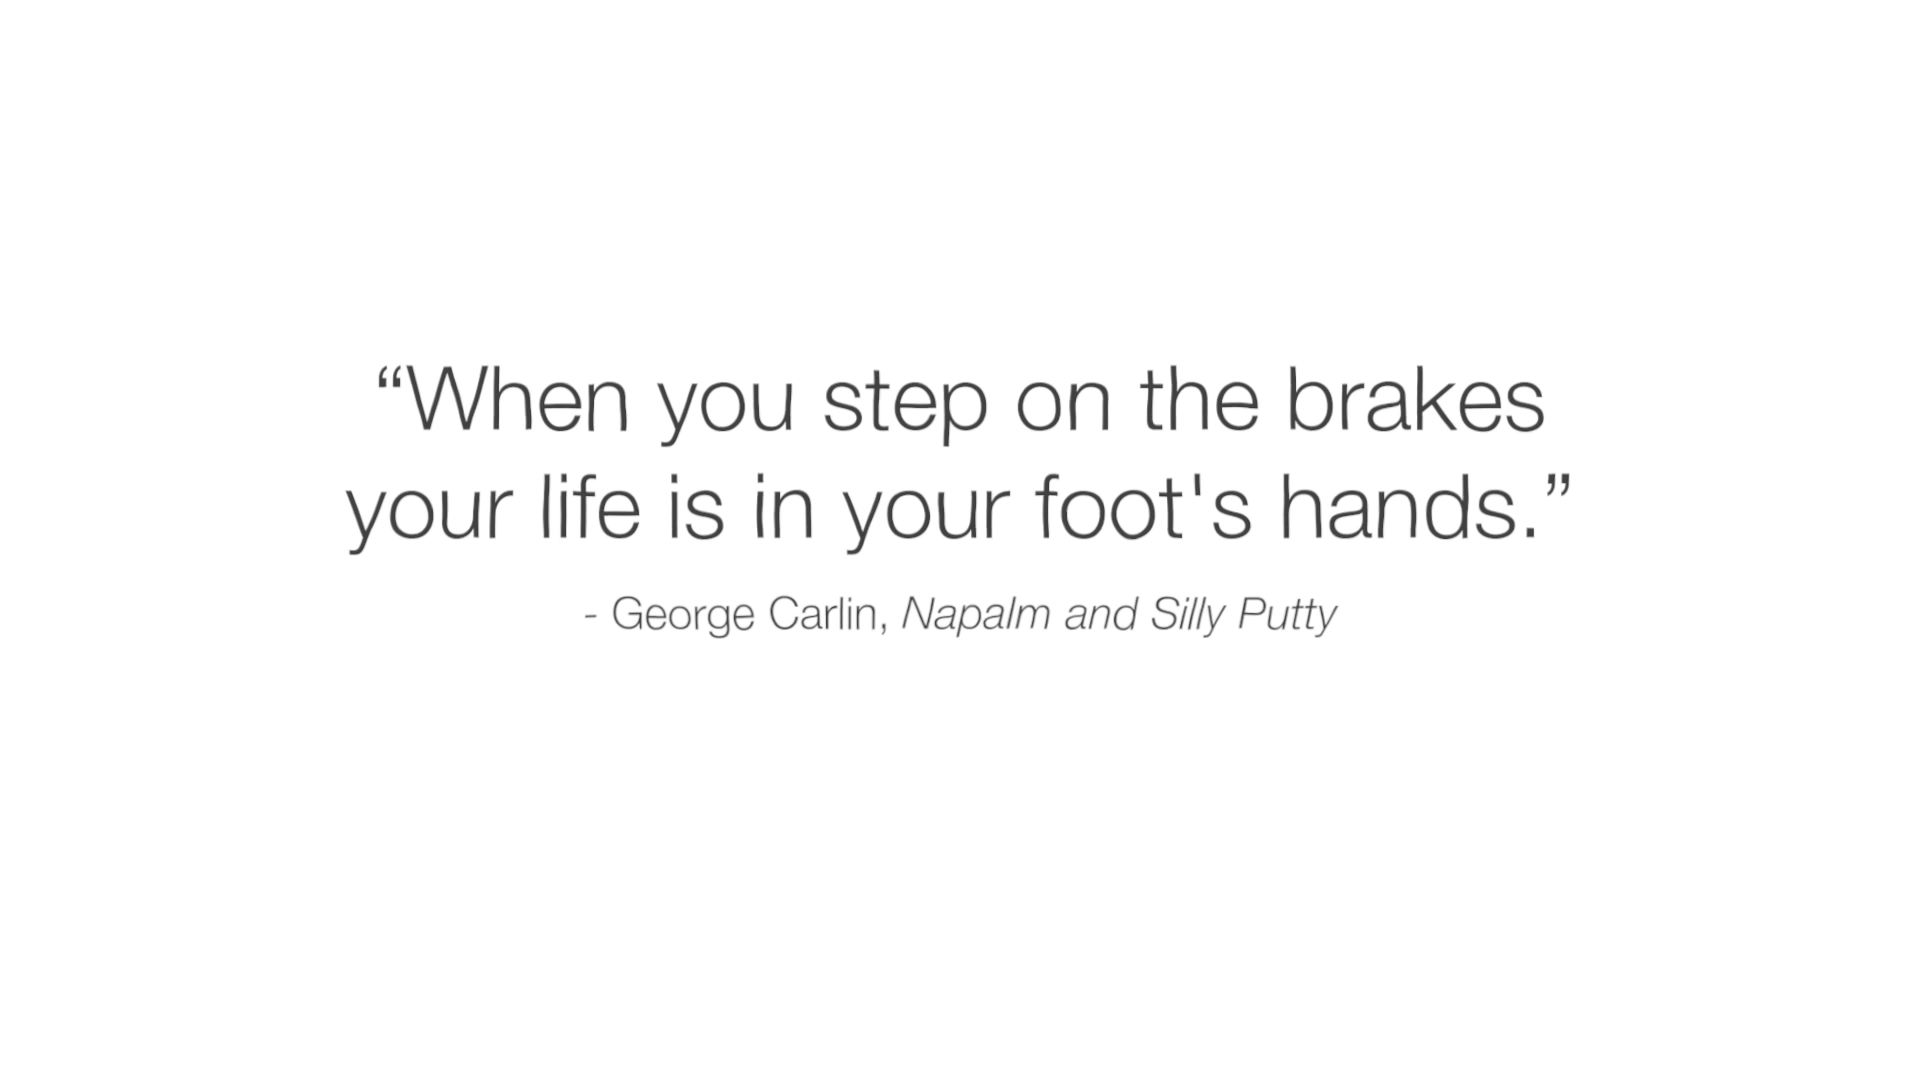 “When you step on the brakes
your life is in your foot's hands.”
- George Carlin, Napalm and Silly Putty